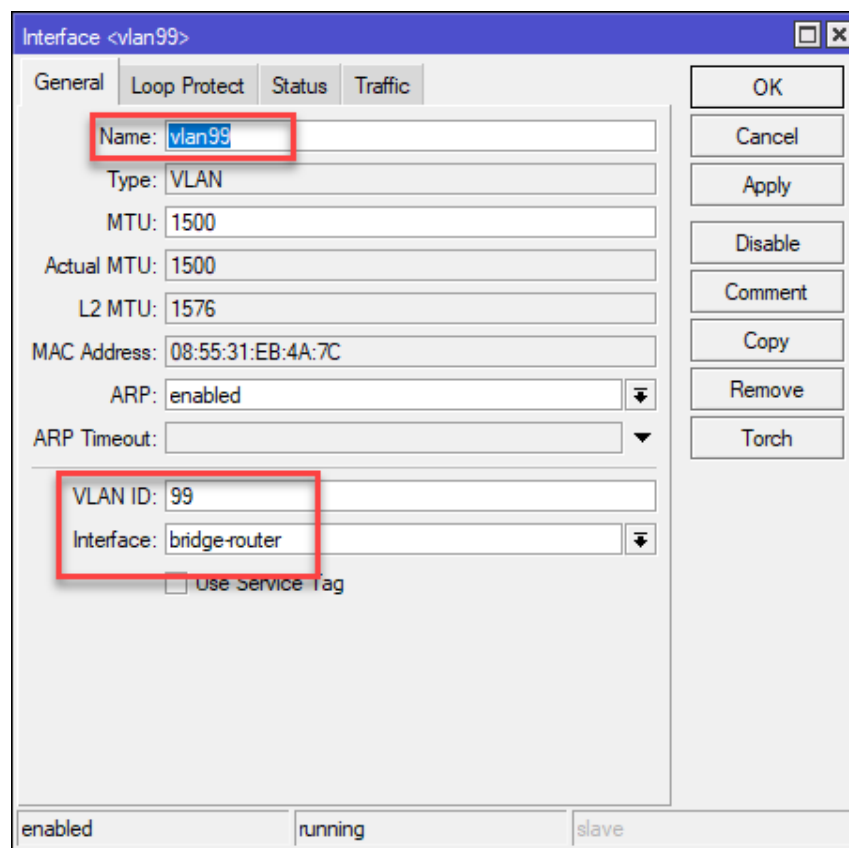 Interface <vlan99>
General Loop Protect Status Traffic
Name: vlan99
Type: VLAN
MTU: 1500
Actual MTU: 1500
L2 MTU: 1576
MAC Address: 08:55:31:EB:4A:7C
ARP: enabled
ARP Timeout:
VLAN ID: 99
Interface: bridge-router
Use Service Tag
OK
Cancel
Apply
Disable
Comment
Copy
Remove
Torch
enabled running slave